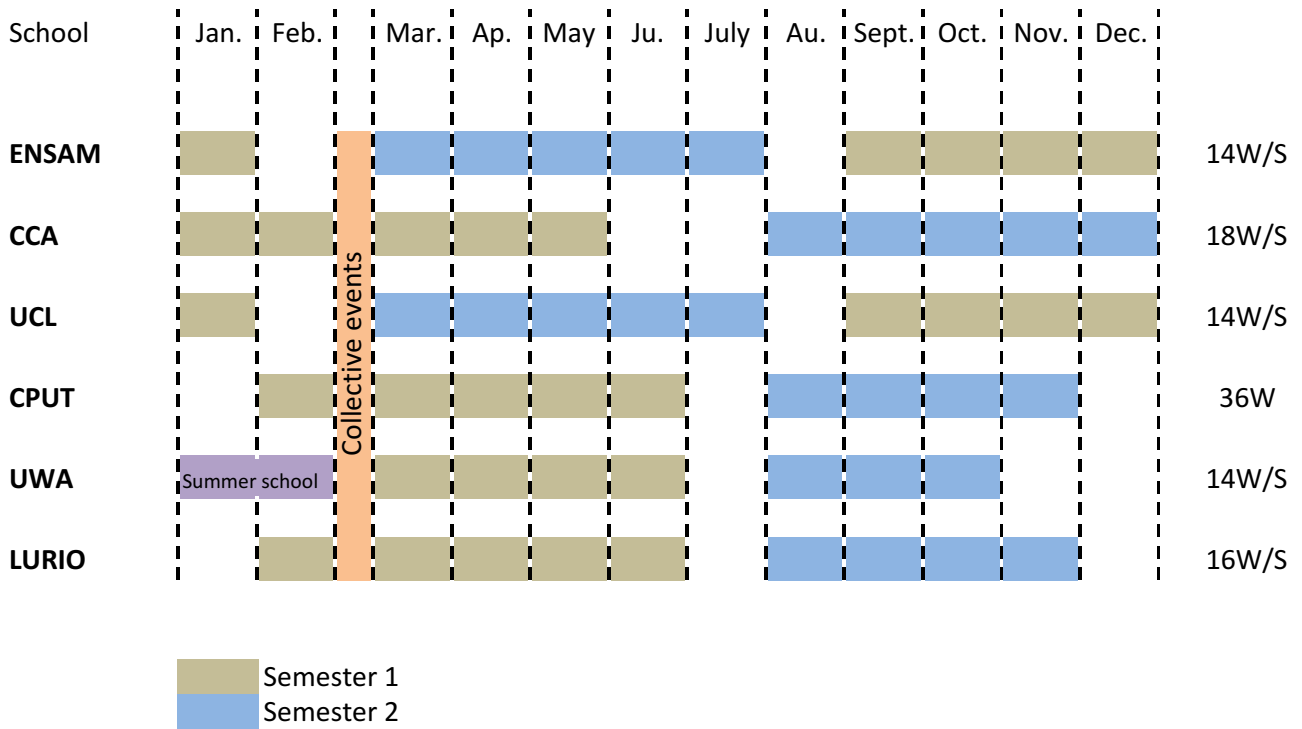 School Jan. Feb. Mar. Ap. May Ju. July Au. Sept. Oct. Nov. Dec.
ENSAM 14W/S
CCA 18W/S
UCL 14W/S
CPUT 36W
UWA Summer school 14W/S
LURIO 16W/S
Collective events
Semester 1
Semester 2